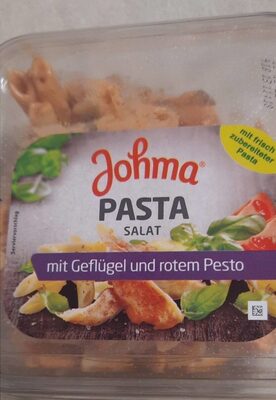 mit frisch
zubereiteter
Pasta
Johma®
PASTA
SALAT
mit Geflügel und rotem Pesto
Serviervorschlag